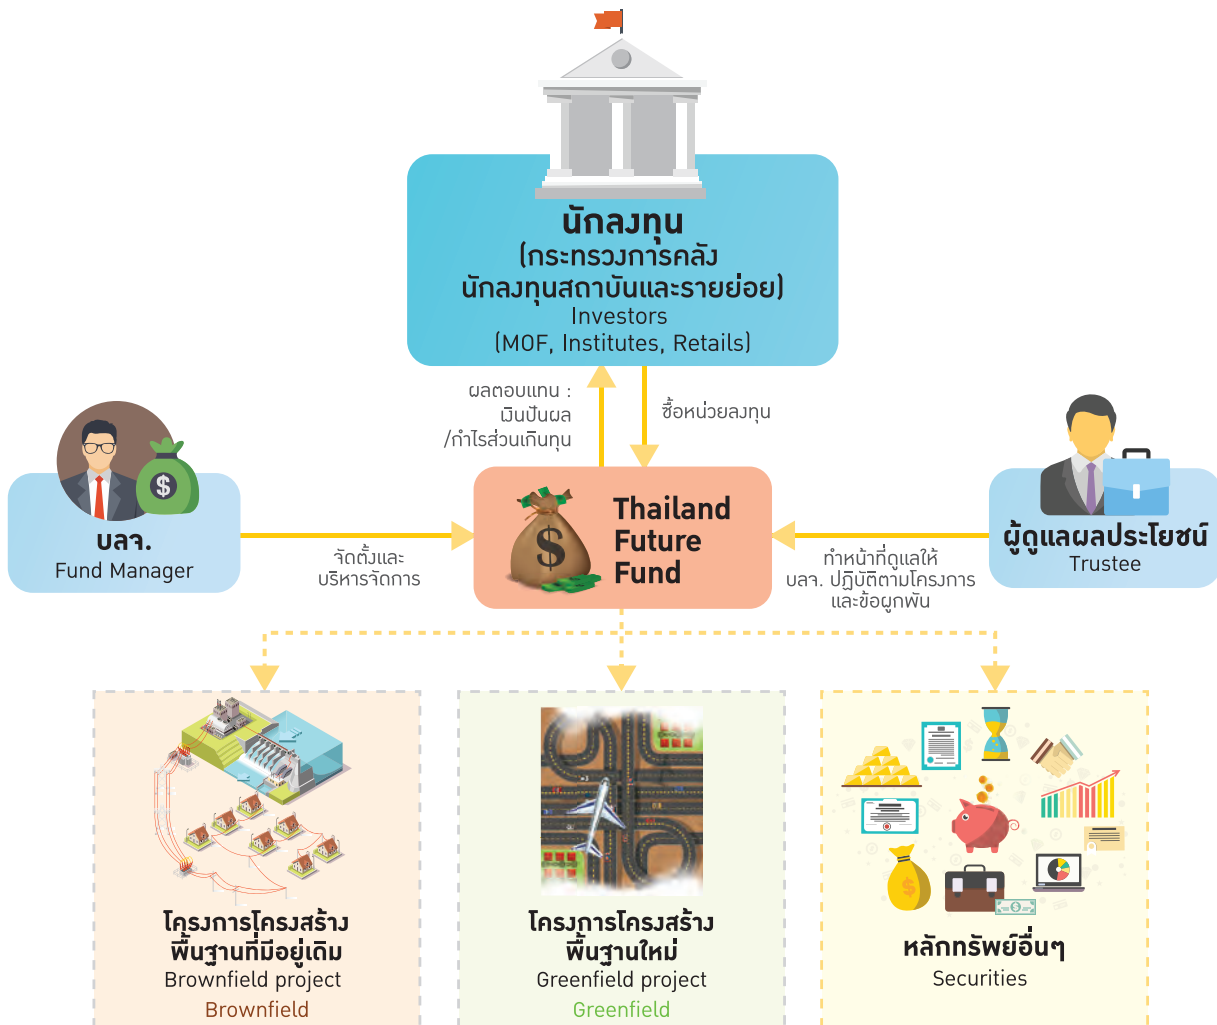 นักลงทุน
(กระทรวงการคลัง
นักลงทุนสถาบันและรายย่อย)
Investors
(MOF, Institutes, Retails)
ผลตอบแทน :
เงินปันผล
/กำไรส่วนเกินทุน
ซื้อหน่วยลงทุน
บลจ.
Fund Manager
จัดตั้งและ
บริหารจัดการ
Thailand
Future
Fund
ทำหน้าที่ดูแลให้
บลจ. ปฏิบัติตามโครงการ
และข้อผูกพัน
ผู้ดูแลผลประโยชน์
Trustee
โครงการโครงสร้าง
พื้นฐานที่มีอยู่เดิม
Brownfield project
Brownfield
โครงการโครงสร้าง
พื้นฐานใหม่
Greenfield project
Greenfield
หลักทรัพย์อื่นๆ
Securities